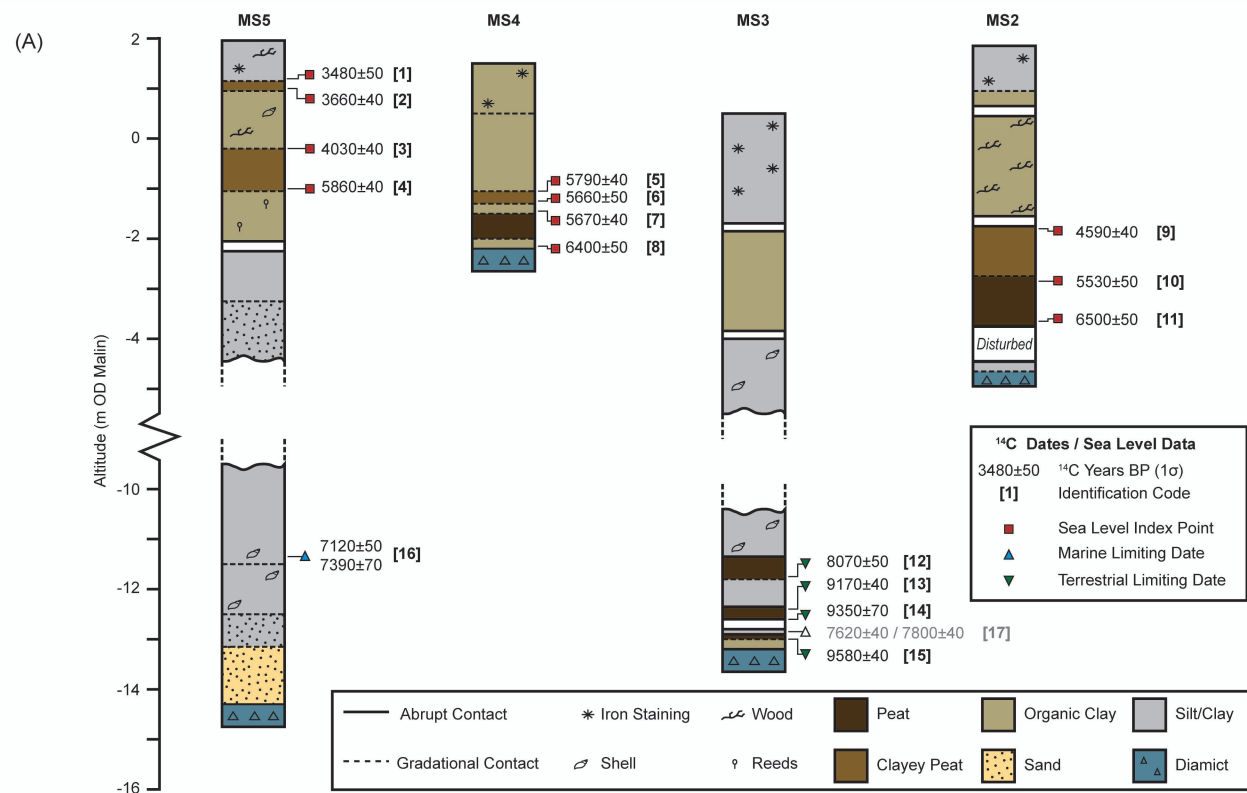 (A)
MS5
MS4
MS3
MS2
Altitude (m OD Malin)
2
0
-2
-4
-10
-12
-14
-16
3480±50 [1]
3660±40 [2]
4030±40 [3]
5860±40 [4]
7120±50
7390±70
[16]
5790±40 [5]
5660±50 [6]
5670±40 [7]
6400±50 [8]
8070±50 [12]
9170±40 [13]
9350±70 [14]
7620±40 / 7800±40 [17]
9580±40 [15]
4590±40 [9]
5530±50 [10]
6500±50 [11]
Disturbed
¹⁴C Dates / Sea Level Data
3480±50 ¹⁴C Years BP (1σ)
[1] Identification Code
Sea Level Index Point
Marine Limiting Date
Terrestrial Limiting Date
Abrupt Contact
Iron Staining
Wood
Peat
Organic Clay
Silt/Clay
Gradational Contact
Shell
Reeds
Clayey Peat
Sand
Diamict